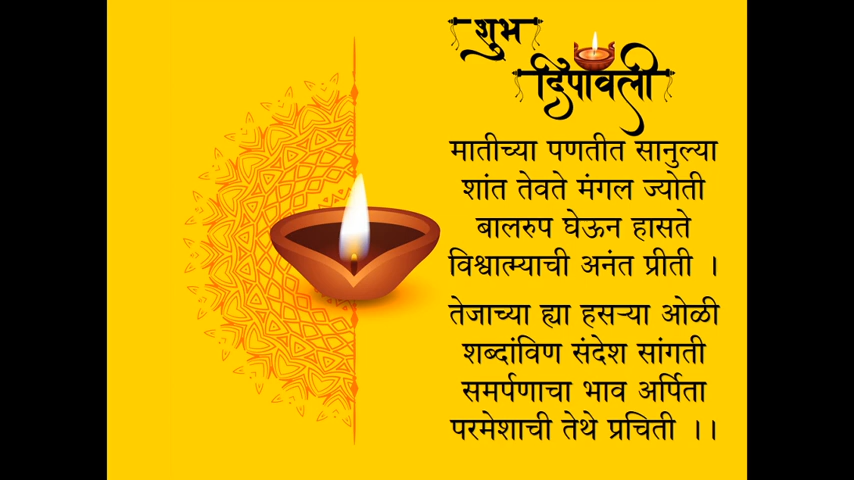 शुभ
दिपावली
मातीच्या पणतीत सानुल्या
शांत तेवते मंगल ज्योती
बालरुप घेऊन हासते
विश्वात्म्याची अनंत प्रीती ।
तेजाच्या ह्या हसऱ्या ओळी
शब्दांविण संदेश सांगती
समर्पणाचा भाव अर्पिता
परमेशाची तेथे प्रचिती ।।